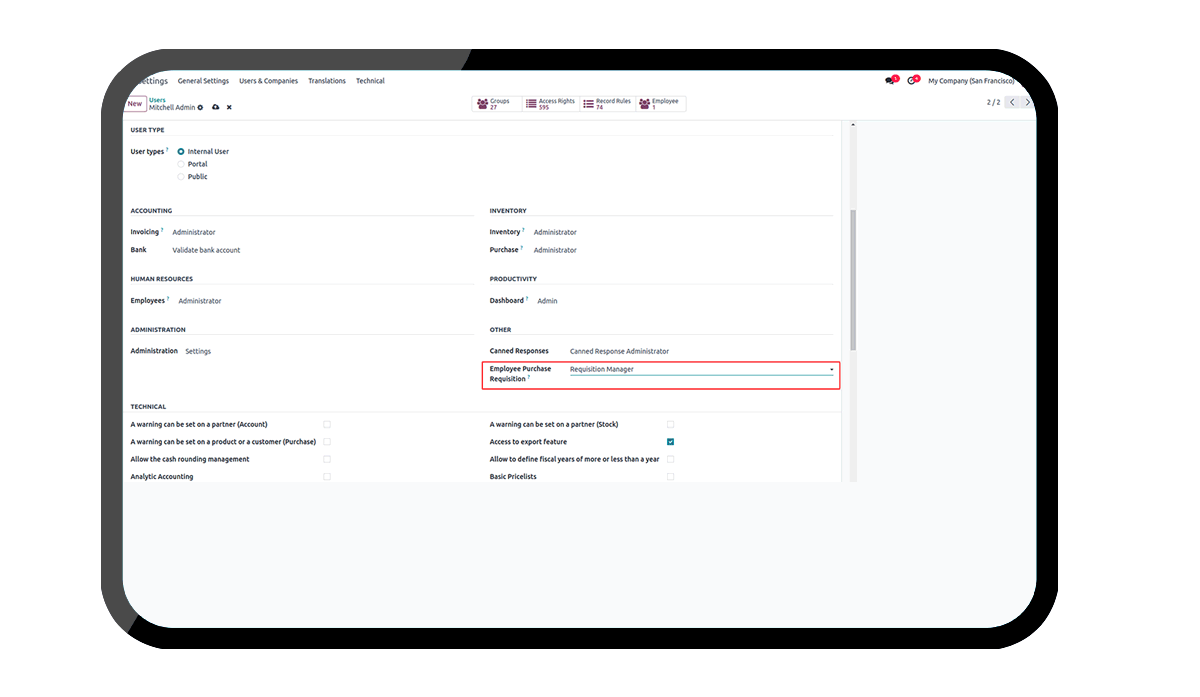 ettings General Settings Users & Companies Translations Technical My Company (San Francisco)
New Users
Mitchell Admin
Groups 27 Access Rights 595 Record Rules 74 Employee 1 2 / 2
USER TYPE
User types ? Internal User
Portal
Public
ACCOUNTING INVENTORY
Invoicing ? Administrator Inventory ? Administrator
Bank Validate bank account Purchase ? Administrator
HUMAN RESOURCES PRODUCTIVITY
Employees ? Administrator Dashboard ? Admin
ADMINISTRATION OTHER
Administration Settings Canned Responses Canned Response Administrator
Employee Purchase Requisition Manager
Requisition ?
TECHNICAL
A warning can be set on a partner (Account) A warning can be set on a partner (Stock)
A warning can be set on a product or a customer (Purchase) Access to export feature
Allow the cash rounding management Allow to define fiscal years of more or less than a year
Analytic Accounting Basic Pricelists